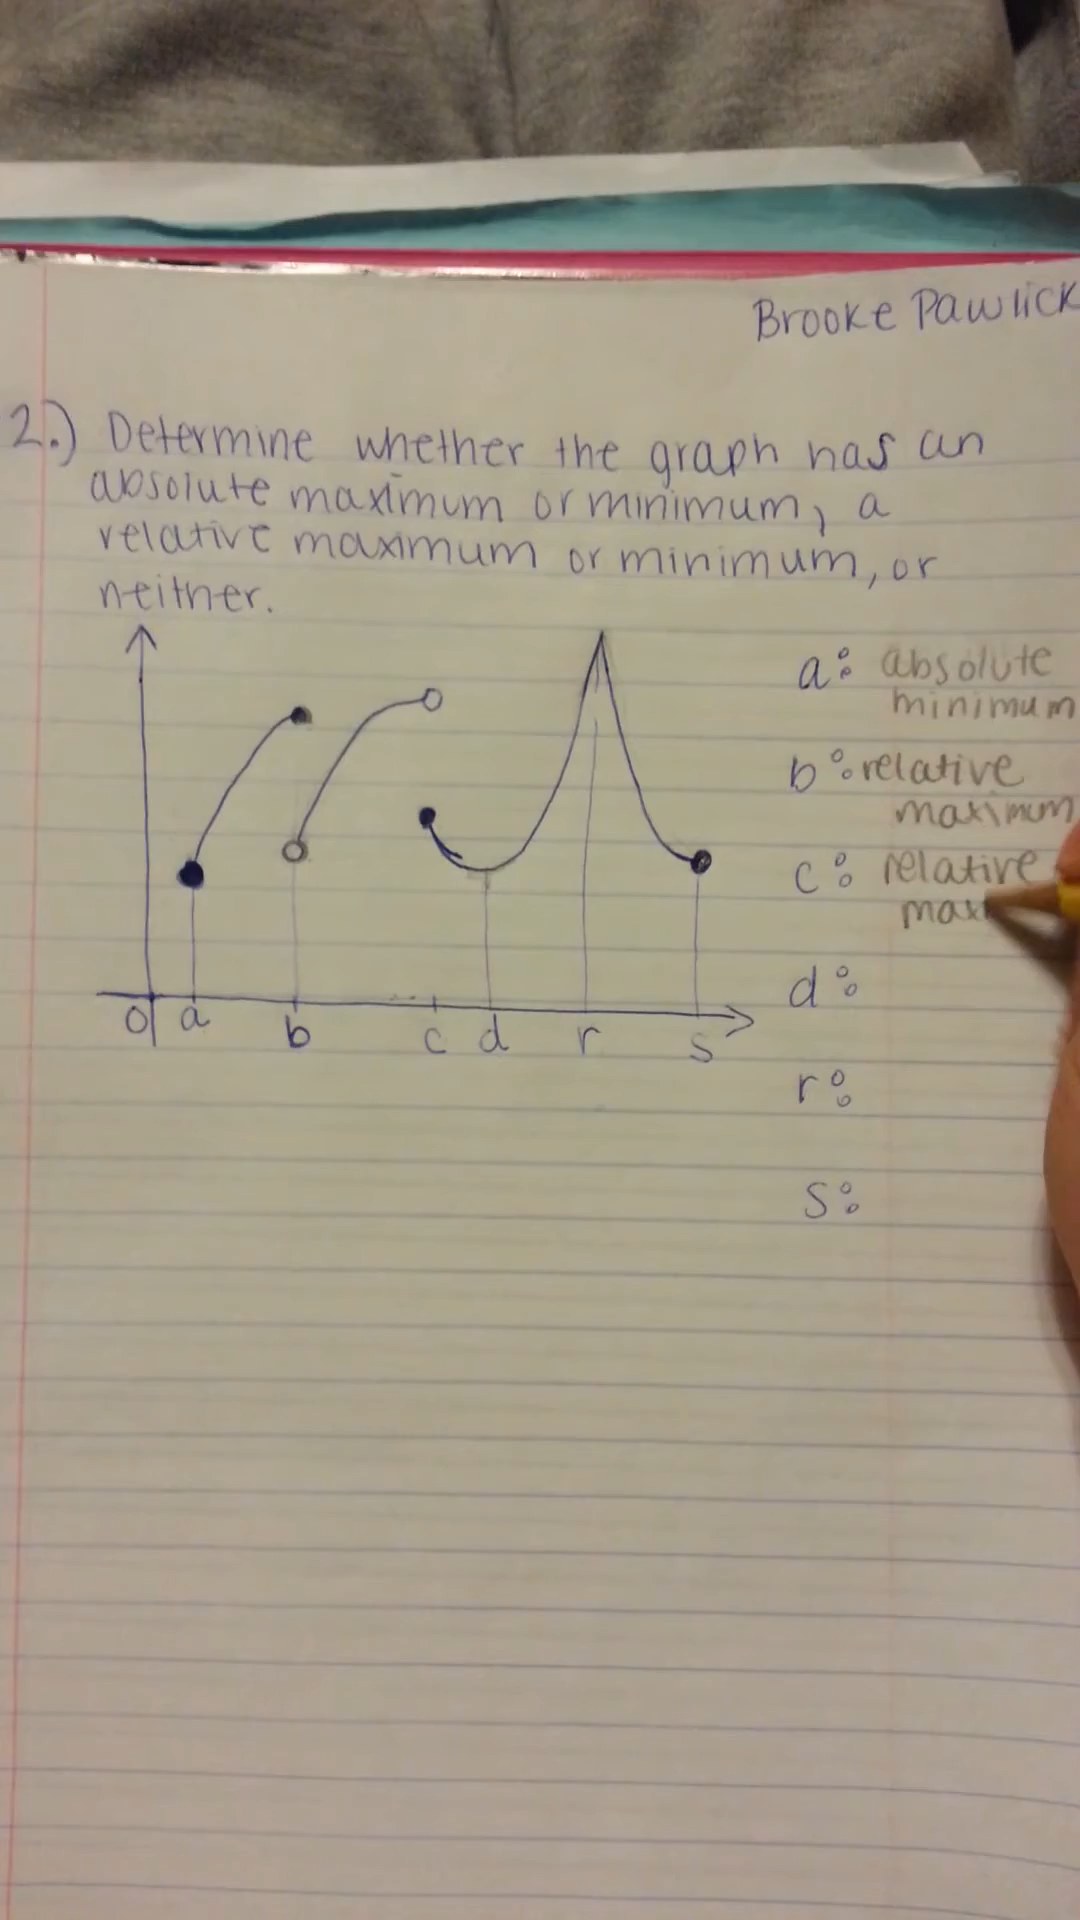 Brooke Pawlick
2.) Determine whether the graph has an
absolute maximum or minimum, a
relative maximum or minimum, or
neither.
a: absolute
minimum
b: relative
maximum
c: relative
maxi
d:
r:
s:
0 a b c d r s